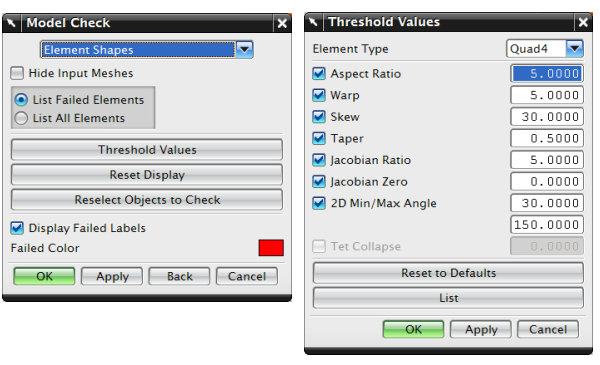 Model Check
Element Shapes
Hide Input Meshes
List Failed Elements
List All Elements
Threshold Values
Reset Display
Reselect Objects to Check
Display Failed Labels
Failed Color
OK Apply Back Cancel
Threshold Values
Element Type Quad4
Aspect Ratio 5.0000
Warp 5.0000
Skew 30.0000
Taper 0.5000
Jacobian Ratio 5.0000
Jacobian Zero 0.0000
2D Min/Max Angle 30.0000
150.0000
Tet Collapse 0.0000
Reset to Defaults
List
OK Apply Cancel